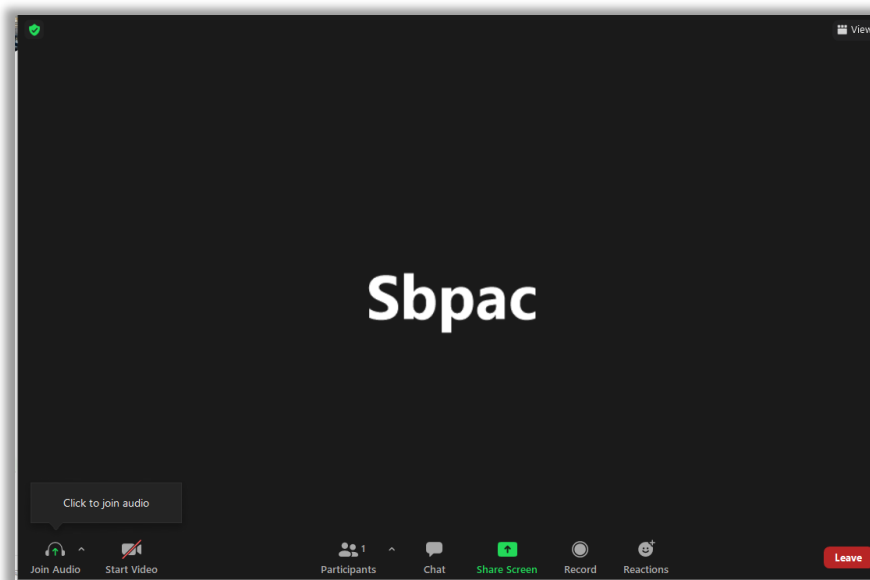 View
Sbpac
Click to join audio
Join Audio
Start Video
1
Participants
Chat
Share Screen
Record
Reactions
Leave